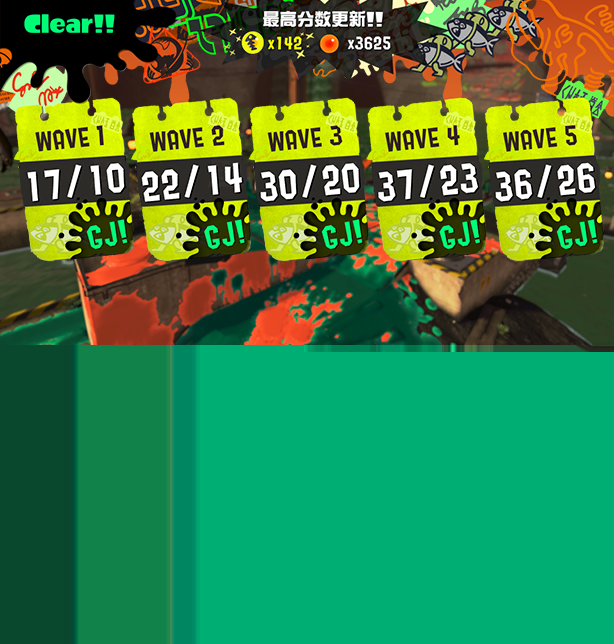 Clear!!
最高分数更新!!
x142 x3625
WAVE 1
17/10
GJ!
WAVE 2
22/14
GJ!
WAVE 3
30/20
GJ!
WAVE 4
37/23
GJ!
WAVE 5
36/26
GJ!